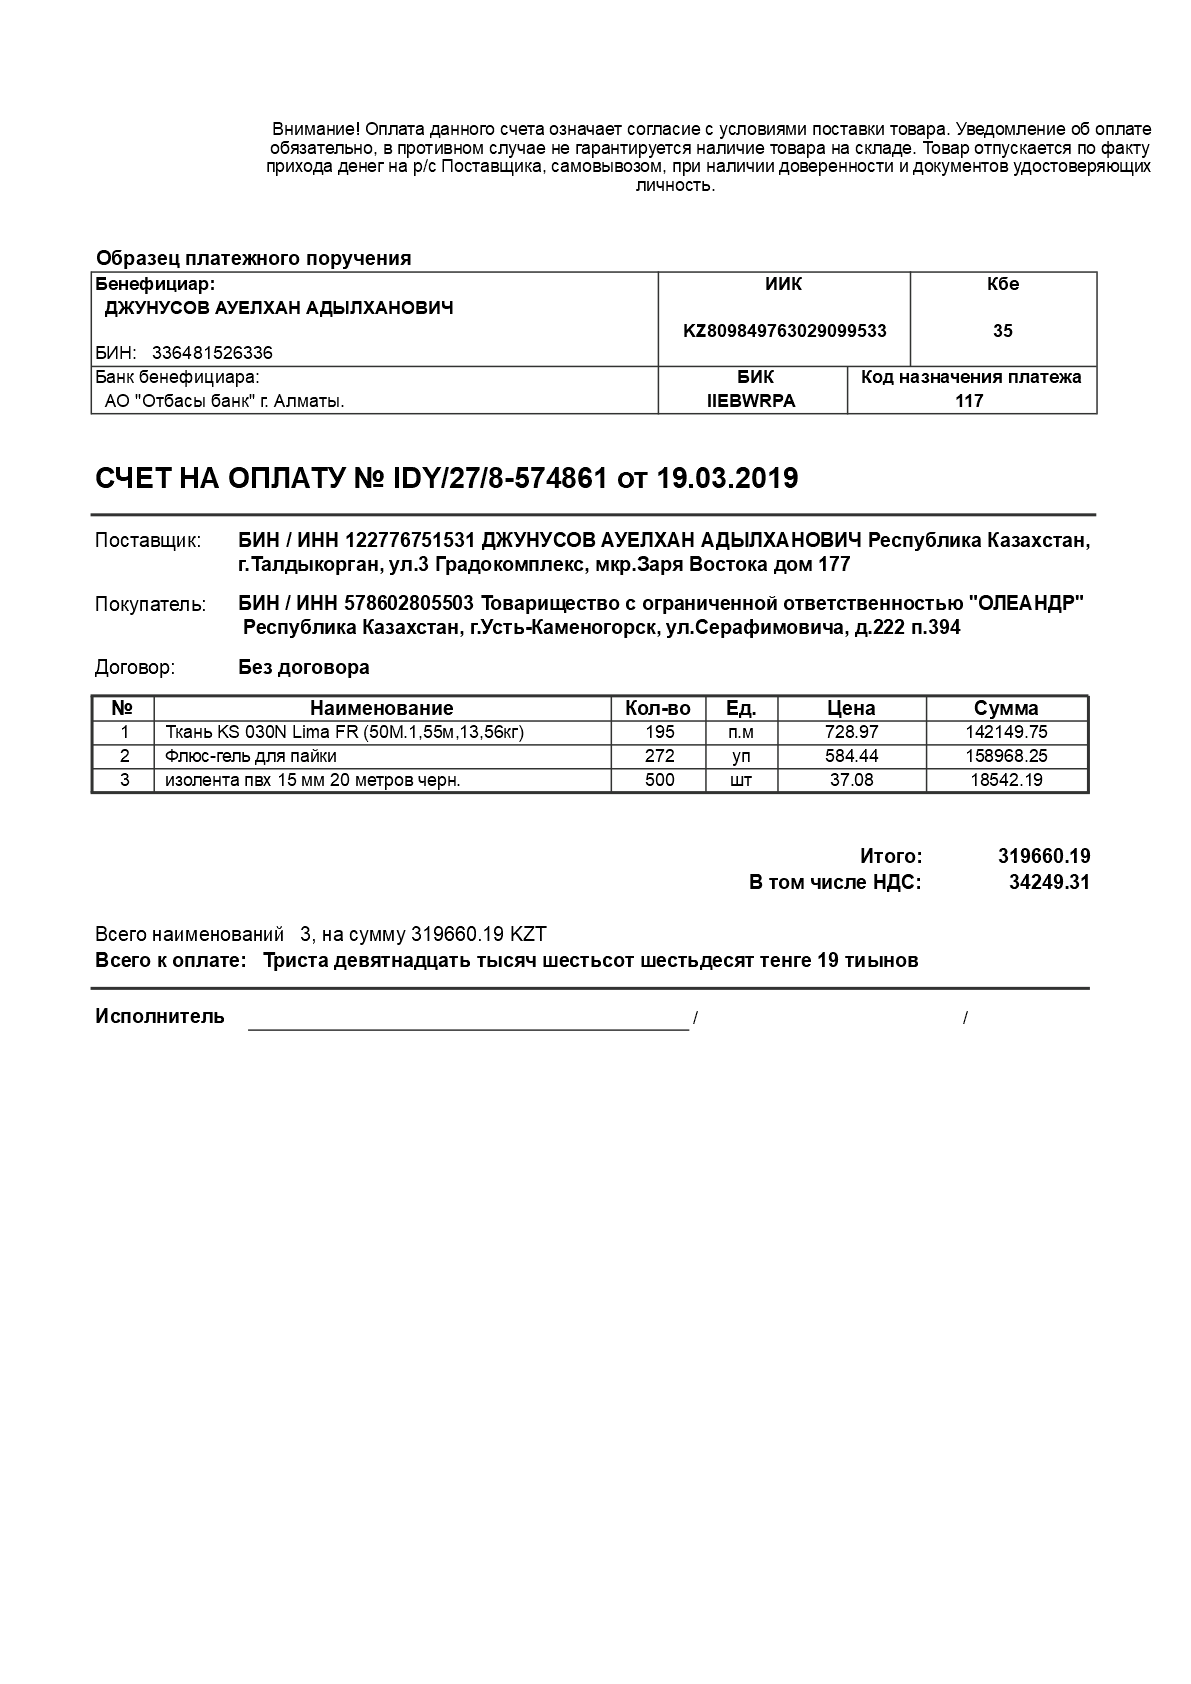 Внимание! Оплата данного счета означает согласие с условиями поставки товара. Уведомление об оплате
обязательно, в противном случае не гарантируется наличие товара на складе. Товар отпускается по факту
прихода денег на р/с Поставщика, самовывозом, при наличии доверенности и документов удостоверяющих
личность.
Образец платежного поручения
Бенефициар: ИИК Кбе
ДЖУНУСОВ АУЕЛХАН АДЫЛХАНОВИЧ
KZ809849763029099533 35
БИН: 336481526336
Банк бенефициара: БИК Код назначения платежа
АО "Отбасы банк" г. Алматы. IIEBWRPA 117
СЧЕТ НА ОПЛАТУ № IDY/27/8-574861 от 19.03.2019
Поставщик: БИН / ИНН 122776751531 ДЖУНУСОВ АУЕЛХАН АДЫЛХАНОВИЧ Республика Казахстан,
г.Талдыкорган, ул.3 Градокомплекс, мкр.Заря Востока дом 177
Покупатель: БИН / ИНН 578602805503 Товарищество с ограниченной ответственностью "ОЛЕАНДР"
Республика Казахстан, г.Усть-Каменогорск, ул.Серафимовича, д.222 п.394
Договор: Без договора
№ Наименование Кол-во Ед. Цена Сумма
1 Ткань KS 030N Lima FR (50M.1,55м,13,56кг) 195 п.м 728.97 142149.75
2 Флюс-гель для пайки 272 уп 584.44 158968.25
3 изолента пвх 15 мм 20 метров черн. 500 шт 37.08 18542.19
Итого: 319660.19
В том числе НДС: 34249.31
Всего наименований 3, на сумму 319660.19 KZT
Всего к оплате: Триста девятнадцать тысяч шестьсот шестьдесят тенге 19 тиынов
Исполнитель / /